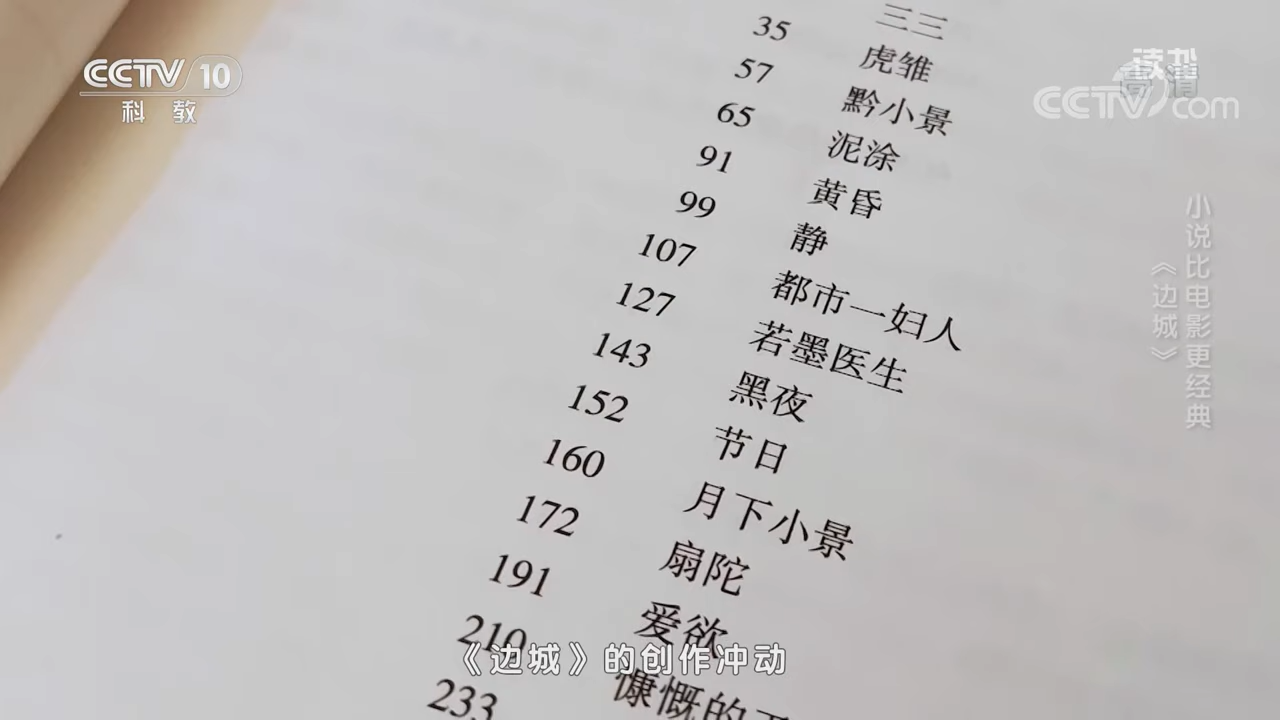 CCTV 10
科教
读书
高清
CCTV.com
三三
35 虎雏
57 黔小景
65 泥涂
91 黄昏
99 静
107 都市一妇人
127 若墨医生
143 黑夜
152 节日
160 月下小景
172 扇陀
191 爱欲
210 慷慨的
233
小说比电影更经典
《边城》
《边城》的创作冲动